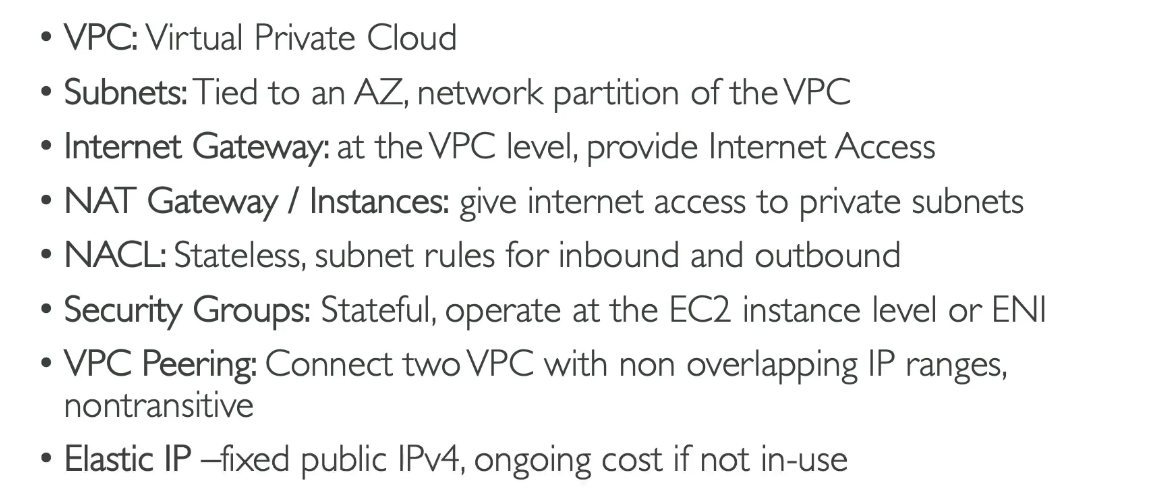 • VPC: Virtual Private Cloud
• Subnets: Tied to an AZ, network partition of the VPC
• Internet Gateway: at the VPC level, provide Internet Access
• NAT Gateway / Instances: give internet access to private subnets
• NACL: Stateless, subnet rules for inbound and outbound
• Security Groups: Stateful, operate at the EC2 instance level or ENI
• VPC Peering: Connect two VPC with non overlapping IP ranges,
nontransitive
• Elastic IP –fixed public IPv4, ongoing cost if not in-use